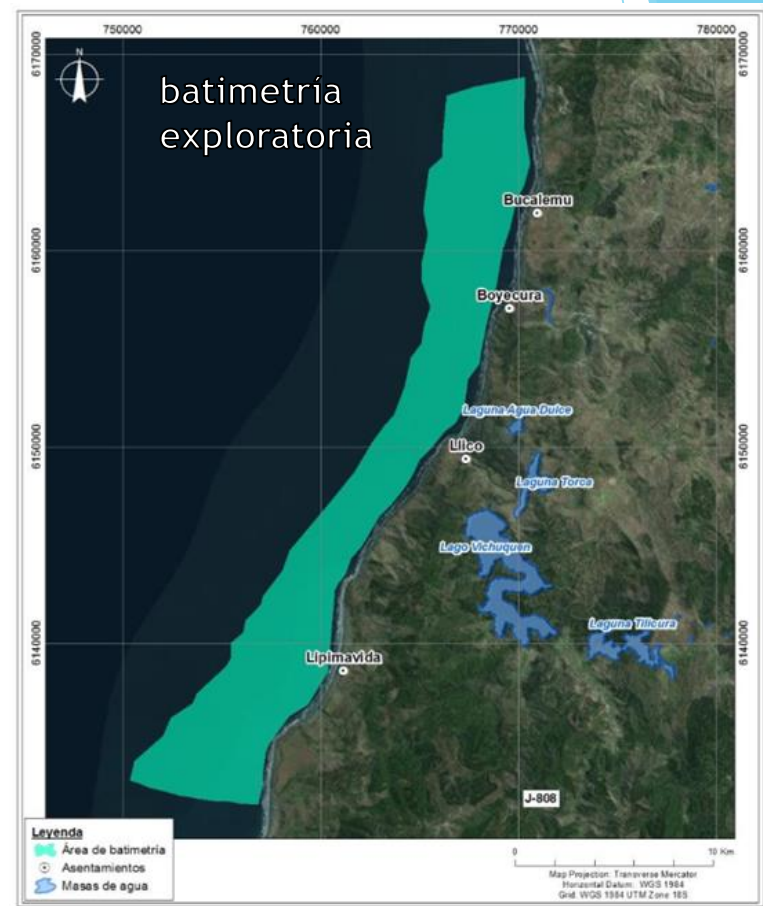 750000 760000 770000 780000
6170000 6170000
N
batimetría
exploratoria
Bucalemu
6160000 6160000
Boyecura
Laguna Agua Dulce
6150000 6150000
Llico
Laguna Torca
Lago Vichuquen
Laguna Tilicura
6140000 6140000
Lipimavida
J-808
Leyenda
Área de batimetría
Asentamientos
Masas de agua
0 10 Km
Map Projection: Transverse Mercator
Horizontal Datum: WGS 1984
Grid: WGS 1984 UTM Zone 18S